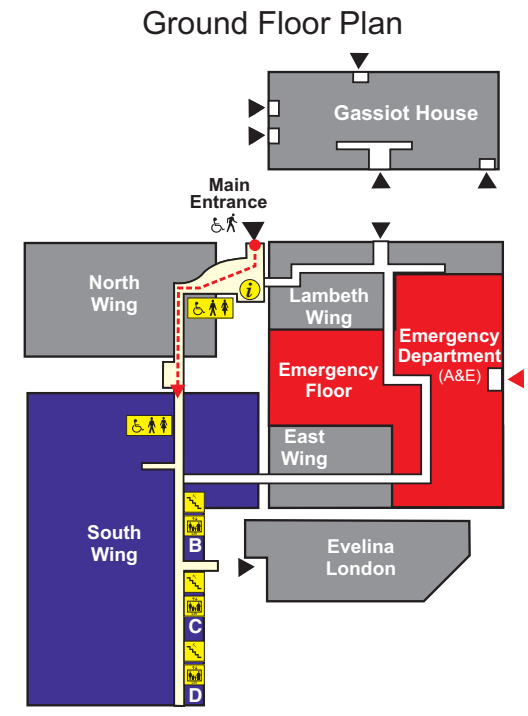 Ground Floor Plan
Gassiot House
Main
Entrance
North
Wing
i
Lambeth
Wing
Emergency
Department
(A&E)
Emergency
Floor
East
Wing
South
Wing
B
Evelina
London
C
D